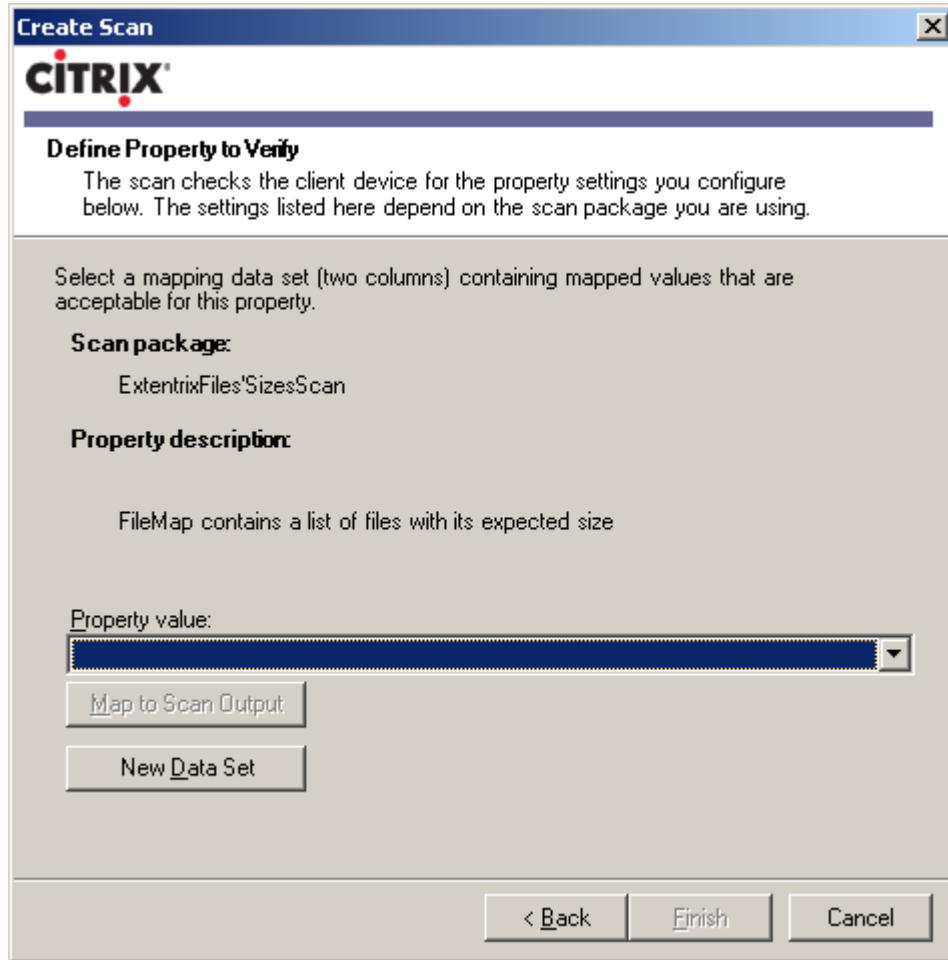 Create Scan
CiTRIX
Define Property to Verify
The scan checks the client device for the property settings you configure
below. The settings listed here depend on the scan package you are using.
Select a mapping data set (two columns) containing mapped values that are
acceptable for this property.
Scan package:
ExtentrixFiles'SizesScan
Property description:
FileMap contains a list of files with its expected size
Property value:
Map to Scan Output
New Data Set
< Back Finish Cancel